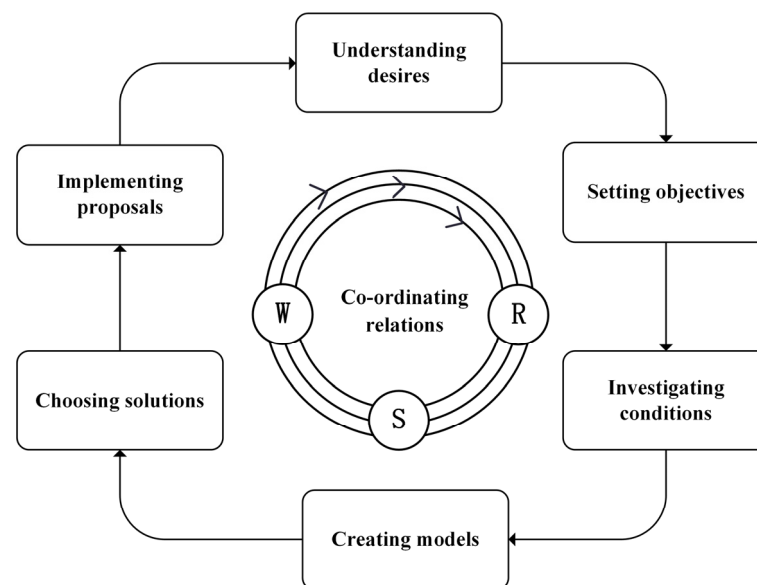 Understanding
desires
Implementing
proposals
Setting objectives
W
Co-ordinating
relations
R
Choosing solutions
S
Investigating
conditions
Creating models